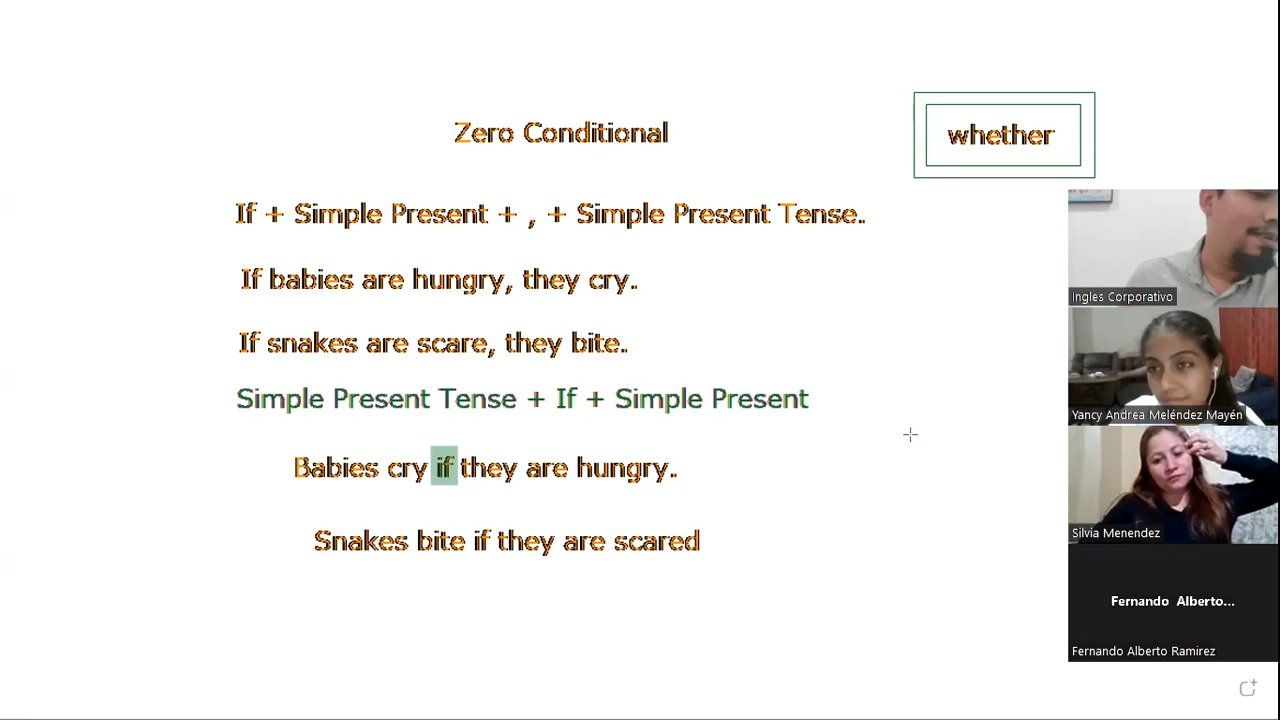 Zero Conditional
whether
If + Simple Present + , + Simple Present Tense.
If babies are hungry, they cry.
If snakes are scare, they bite.
Simple Present Tense + If + Simple Present
Babies cry if they are hungry.
Snakes bite if they are scared
Ingles Corporativo
Yancy Andrea Meléndez Mayén
Silvia Menendez
Fernando Alberto...
Fernando Alberto Ramirez